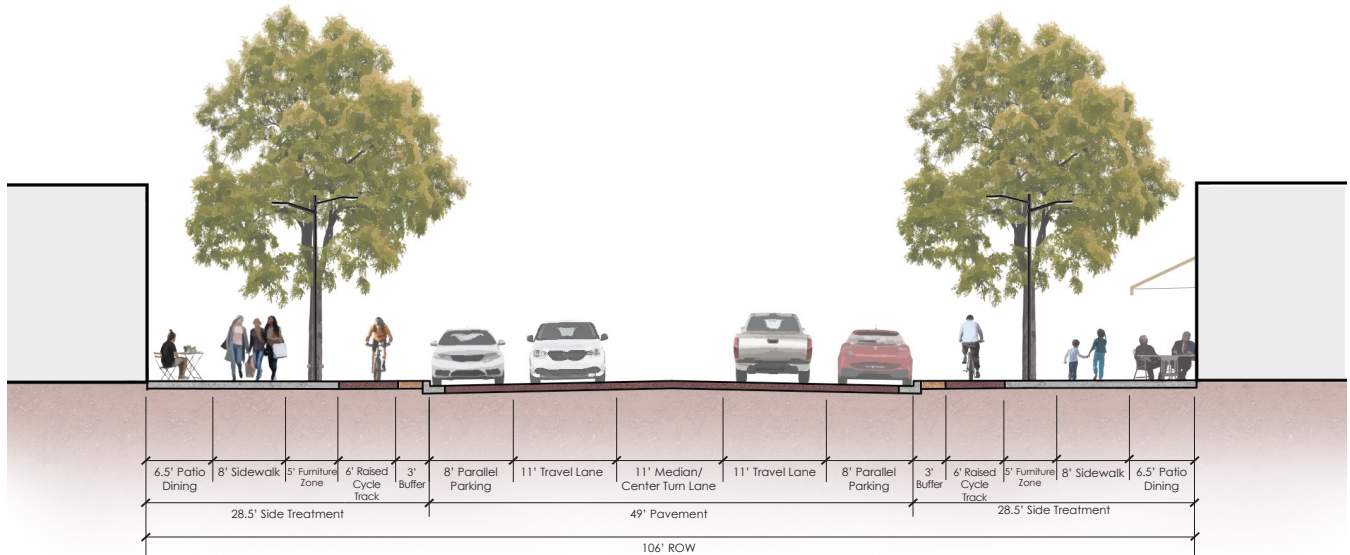 6.5' Patio
Dining
8' Sidewalk
5' Furniture
Zone
6' Raised
Cycle
Track
3'
Buffer
8' Parallel
Parking
11' Travel Lane
11' Median/
Center Turn Lane
11' Travel Lane
8' Parallel
Parking
3'
Buffer
6' Raised
Cycle
Track
5' Furniture
Zone
8' Sidewalk
6.5' Patio
Dining
28.5' Side Treatment
49' Pavement
28.5' Side Treatment
106' ROW